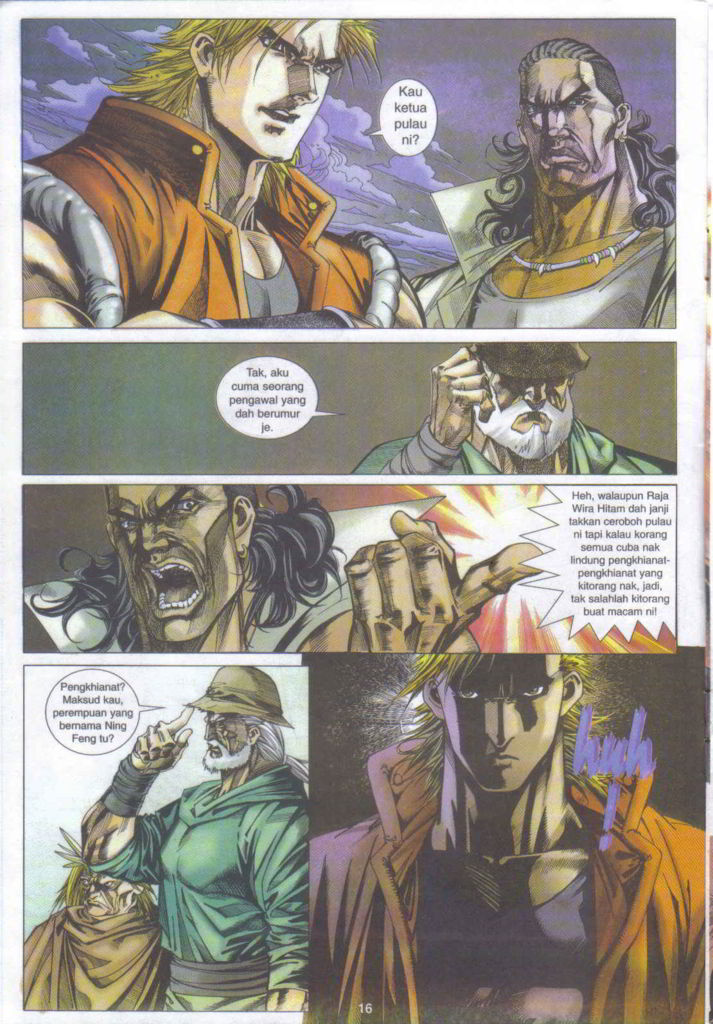 Kau
ketua
pulau
ni?
Tak, aku
cuma seorang
pengawal yang
dah berumur
je.
Heh, walaupun Raja
Wira Hitam dah janji
takkan ceroboh pulau
ni tapi kalau korang
semua cuba nak
lindung pengkhianat-
pengkhianat yang
kitorang nak, jadi,
tak salahlah kitorang
buat macam ni!
Pengkhianat?
Maksud kau,
perempuan yang
bernama Ning
Feng tu?
huh!
16